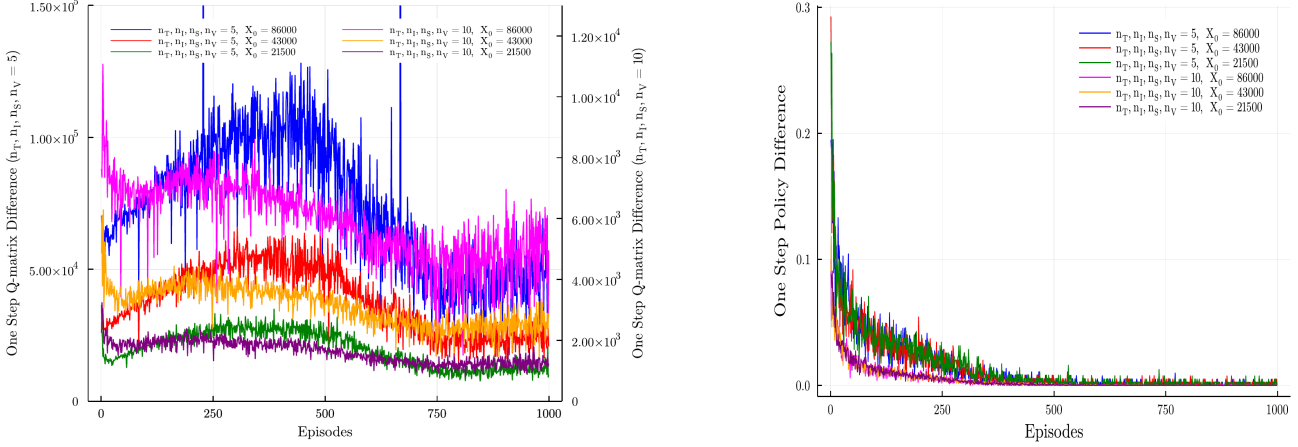 One Step Q-matrix Difference (n_T, n_I, n_S, n_V = 5)
1.50×10⁵
1.00×10⁵
5.00×10⁴
0
n_T, n_I, n_S, n_V = 5, X_0 = 86000
n_T, n_I, n_S, n_V = 5, X_0 = 43000
n_T, n_I, n_S, n_V = 5, X_0 = 21500
n_T, n_I, n_S, n_V = 10, X_0 = 86000
n_T, n_I, n_S, n_V = 10, X_0 = 43000
n_T, n_I, n_S, n_V = 10, X_0 = 21500
1.20×10⁴
1.00×10⁴
8.00×10³
6.00×10³
4.00×10³
2.00×10³
0
One Step Q-matrix Difference (n_T, n_I, n_S, n_V = 10)
0 250 500 750 1000
Episodes
One Step Policy Difference
0.3
0.2
0.1
0.0
n_T, n_I, n_S, n_V = 5, X_0 = 86000
n_T, n_I, n_S, n_V = 5, X_0 = 43000
n_T, n_I, n_S, n_V = 5, X_0 = 21500
n_T, n_I, n_S, n_V = 10, X_0 = 86000
n_T, n_I, n_S, n_V = 10, X_0 = 43000
n_T, n_I, n_S, n_V = 10, X_0 = 21500
0 250 500 750 1000
Episodes